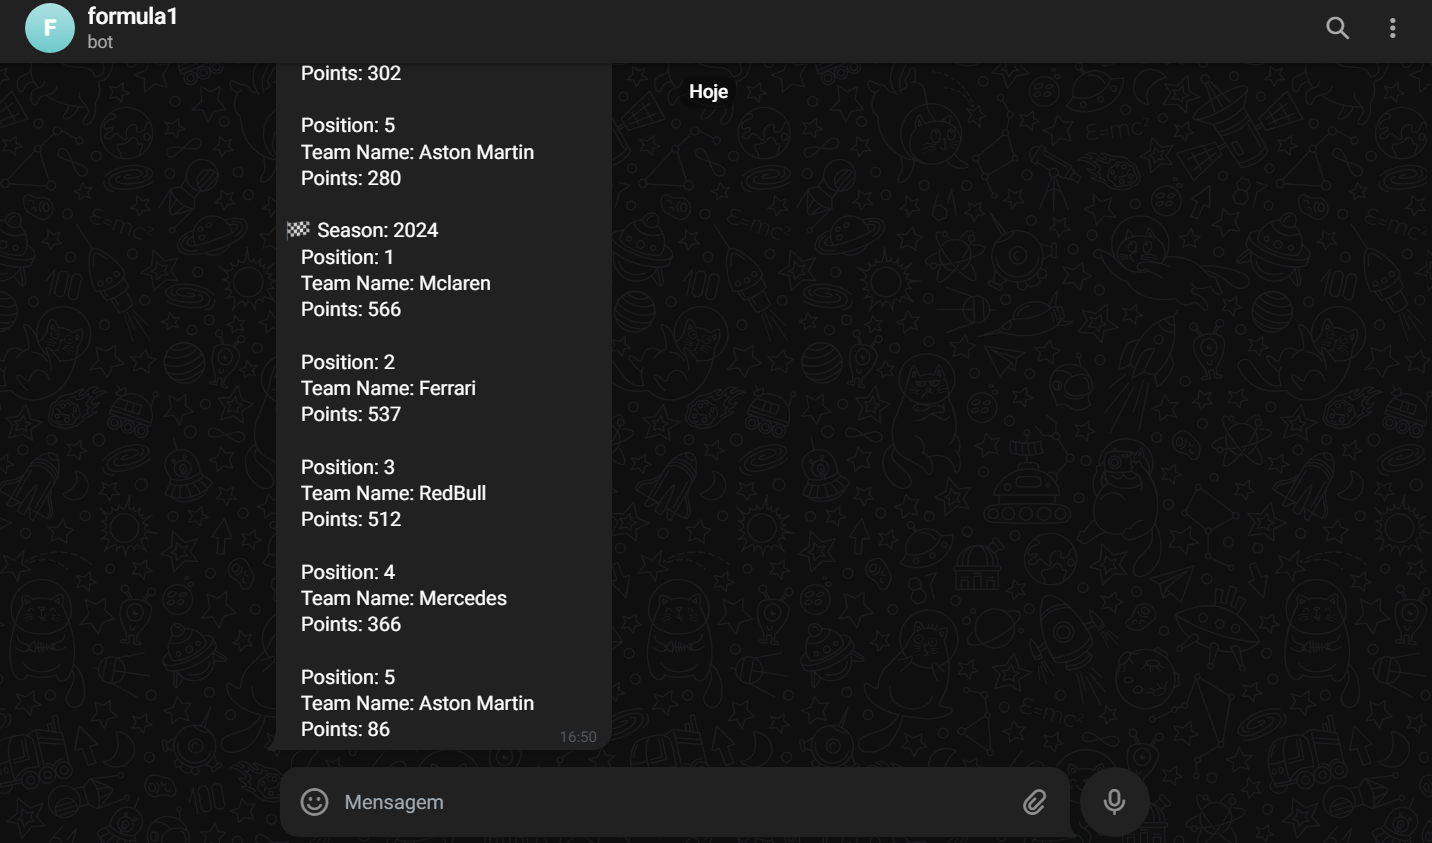 F
formula1
bot
Points: 302
Hoje
Position: 5
Team Name: Aston Martin
Points: 280
Season: 2024
Position: 1
Team Name: Mclaren
Points: 566
Position: 2
Team Name: Ferrari
Points: 537
Position: 3
Team Name: RedBull
Points: 512
Position: 4
Team Name: Mercedes
Points: 366
Position: 5
Team Name: Aston Martin
Points: 86
16:50
Mensagem